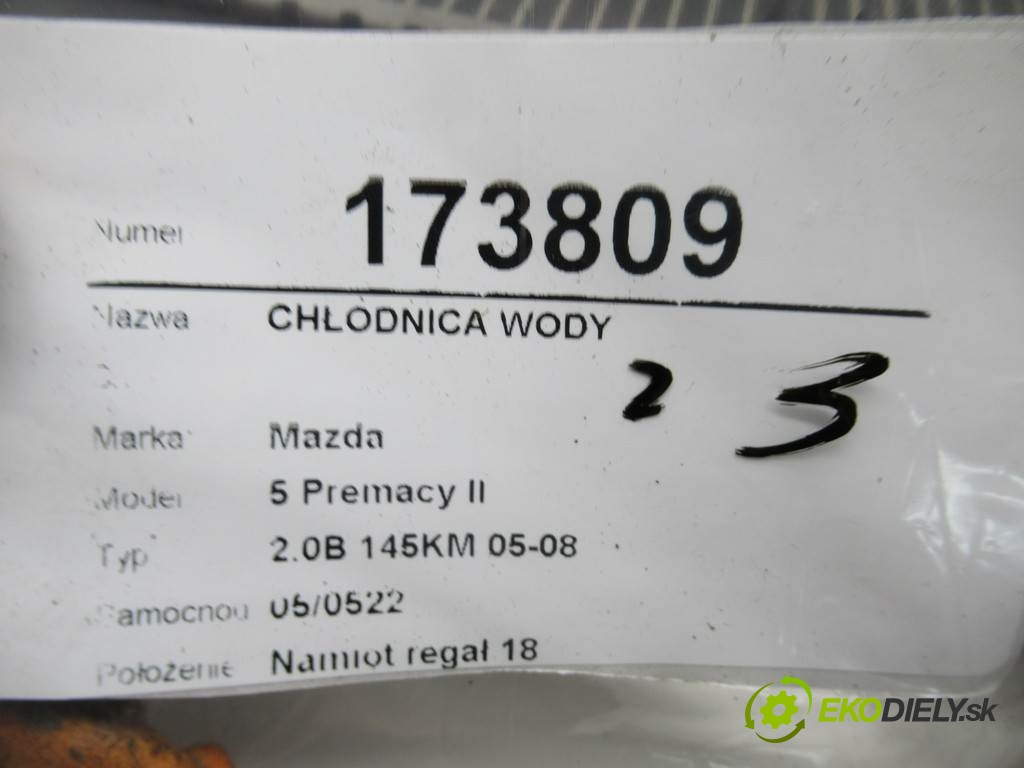 Numer 173809
Nazwa CHŁODNICA WODY
2 3
Marka Mazda
Model 5 Premacy II
Typ 2.0B 145KM 05-08
Samochód 05/0522
Położenie Namiot regał 18
EKODIELY.sk